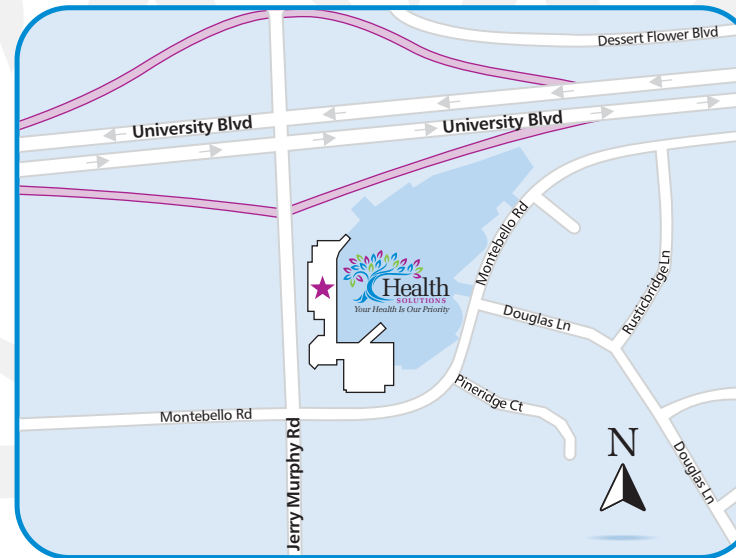 Dessert Flower Blvd
University Blvd
University Blvd
Montebello Rd
Rusticbridge Ln
Health
SOLUTIONS
Your Health Is Our Priority
Douglas Ln
Pineridge Ct
Montebello Rd
Jerry Murphy Rd
N
Douglas Ln